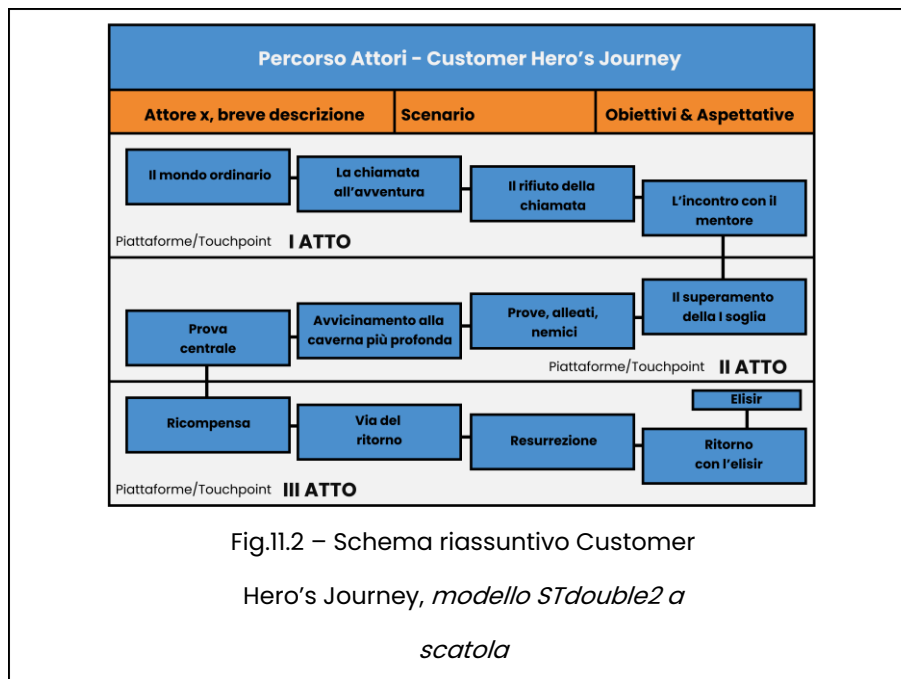 Percorso Attori - Customer Hero's Journey
Attore x, breve descrizione
Scenario
Obiettivi & Aspettative
Il mondo ordinario
La chiamata
all'avventura
Il rifiuto della
chiamata
L'incontro con il
mentore
Piattaforme/Touchpoint I ATTO
Prova
centrale
Avvicinamento alla
caverna più profonda
Prove, alleati,
nemici
Il superamento
della I soglia
Piattaforme/Touchpoint II ATTO
Ricompensa
Via del
ritorno
Resurrezione
Elisir
Ritorno
con l'elisir
Piattaforme/Touchpoint III ATTO
Fig.11.2 – Schema riassuntivo Customer
Hero's Journey, modello STdouble2 a
scatola